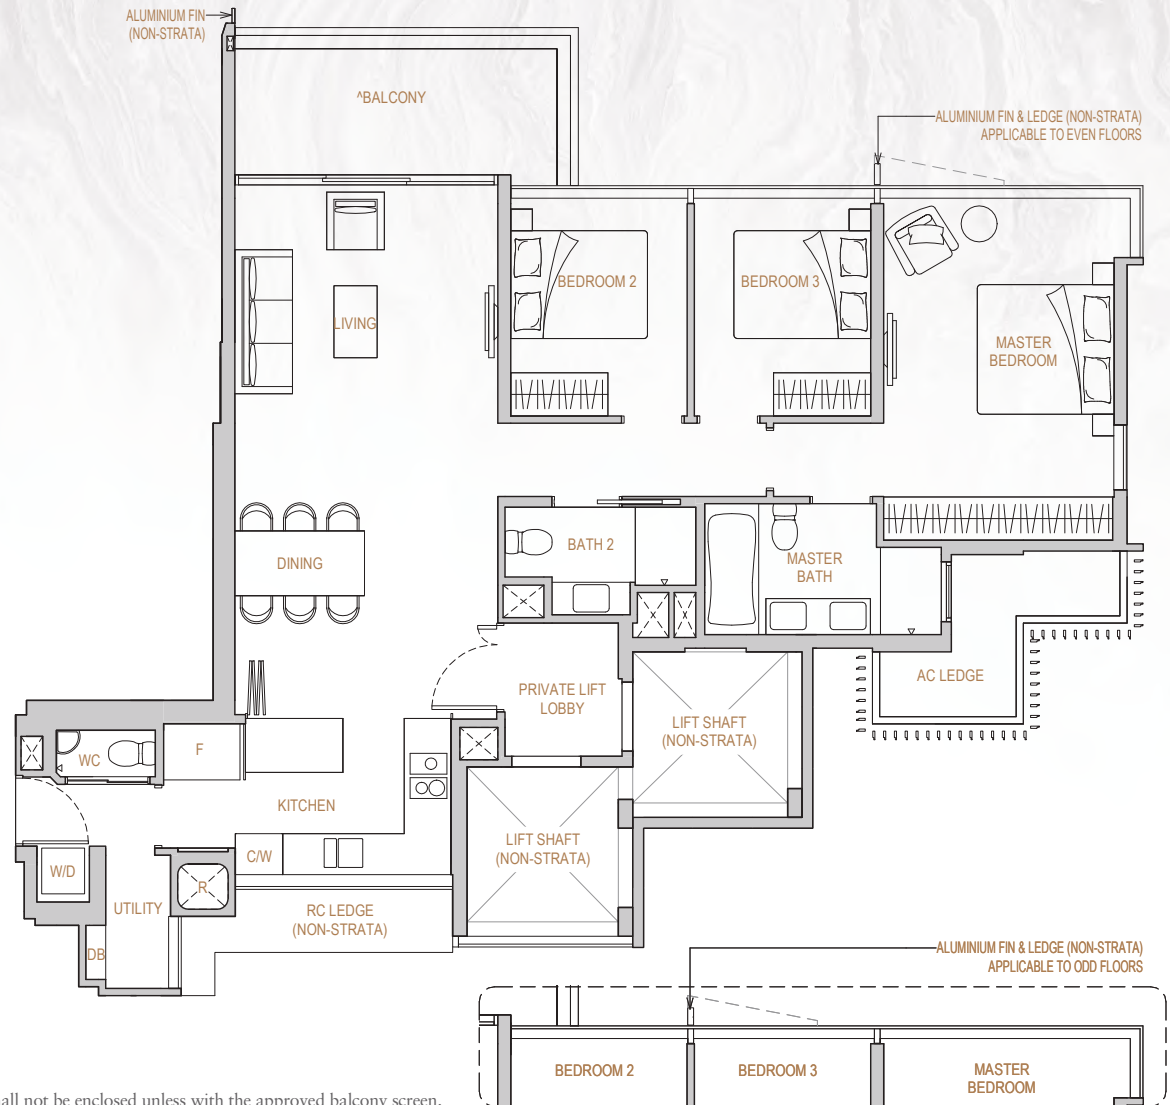 ALUMINIUM FIN
(NON-STRATA)
^BALCONY
ALUMINIUM FIN & LEDGE (NON-STRATA)
APPLICABLE TO EVEN FLOORS
BEDROOM 2
BEDROOM 3
LIVING
MASTER
BEDROOM
DINING
BATH 2
MASTER
BATH
PRIVATE LIFT
LOBBY
AC LEDGE
LIFT SHAFT
(NON-STRATA)
WC
F
KITCHEN
LIFT SHAFT
(NON-STRATA)
C/W
W/D
R
UTILITY
RC LEDGE
(NON-STRATA)
DB
ALUMINIUM FIN & LEDGE (NON-STRATA)
APPLICABLE TO ODD FLOORS
BEDROOM 2
BEDROOM 3
MASTER
BEDROOM
all not be enclosed unless with the approved balcony screen.